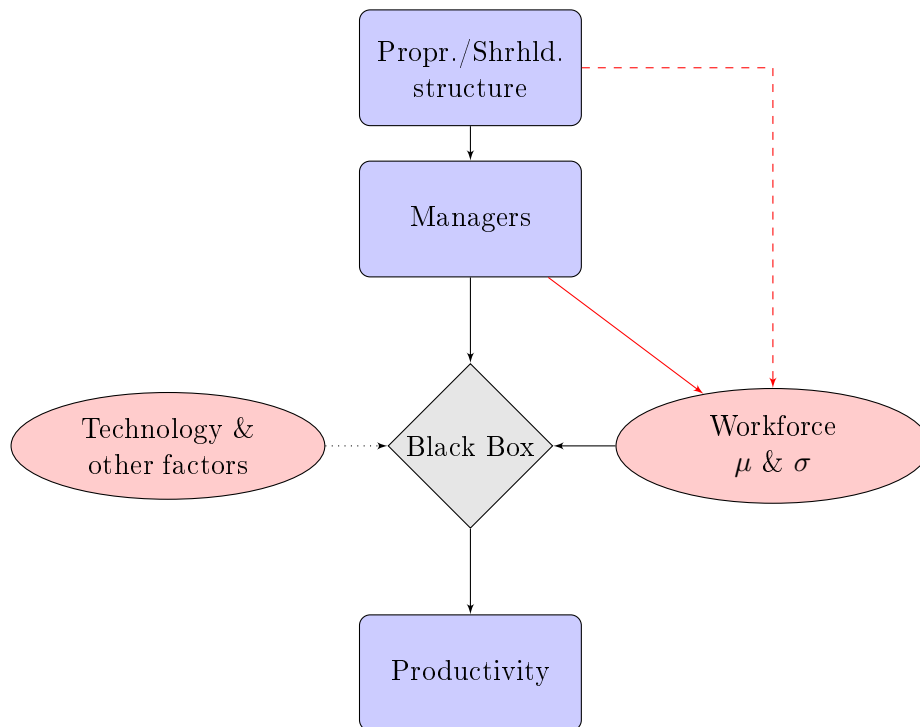 Propr./Shrhld.
structure
Managers
Technology &
other factors
Black Box
Workforce
μ & σ
Productivity